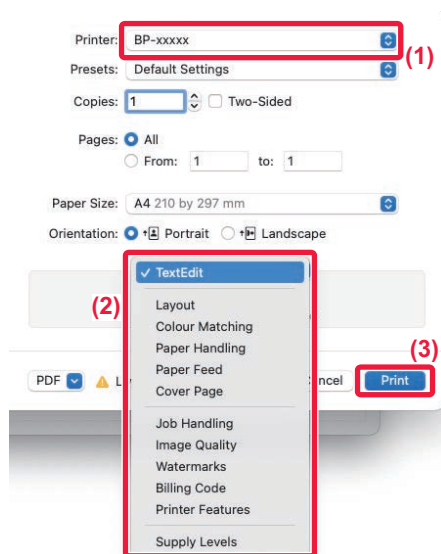 Printer: BP-xxxxx
(1)
Presets: Default Settings
Copies: 1 Two-Sided
Pages: All
From: 1 to: 1
Paper Size: A4 210 by 297 mm
Orientation: Portrait Landscape
(2)
✓ TextEdit
Layout
Colour Matching
Paper Handling
Paper Feed
Cover Page
(3)
PDF Print
Job Handling
Image Quality
Watermarks
Billing Code
Printer Features
Supply Levels